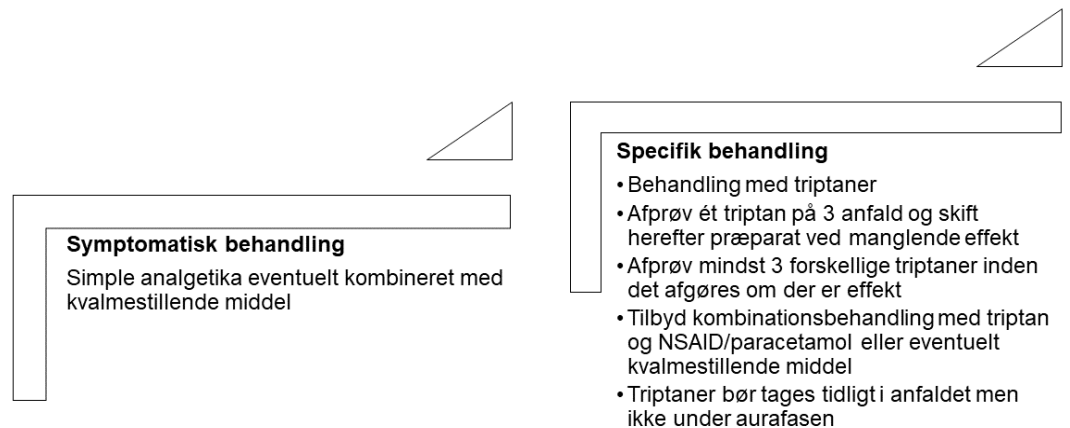 Symptomatisk behandling
Simple analgetika eventuelt kombineret med
kvalmestillende middel
Specifik behandling
• Behandling med triptaner
• Afprøv ét triptan på 3 anfald og skift
herefter præparat ved manglende effekt
• Afprøv mindst 3 forskellige triptaner inden
det afgøres om der er effekt
• Tilbyd kombinationsbehandling med triptan
og NSAID/paracetamol eller eventuelt
kvalmestillende middel
• Triptaner bør tages tidligt i anfaldet men
ikke under aurafasen